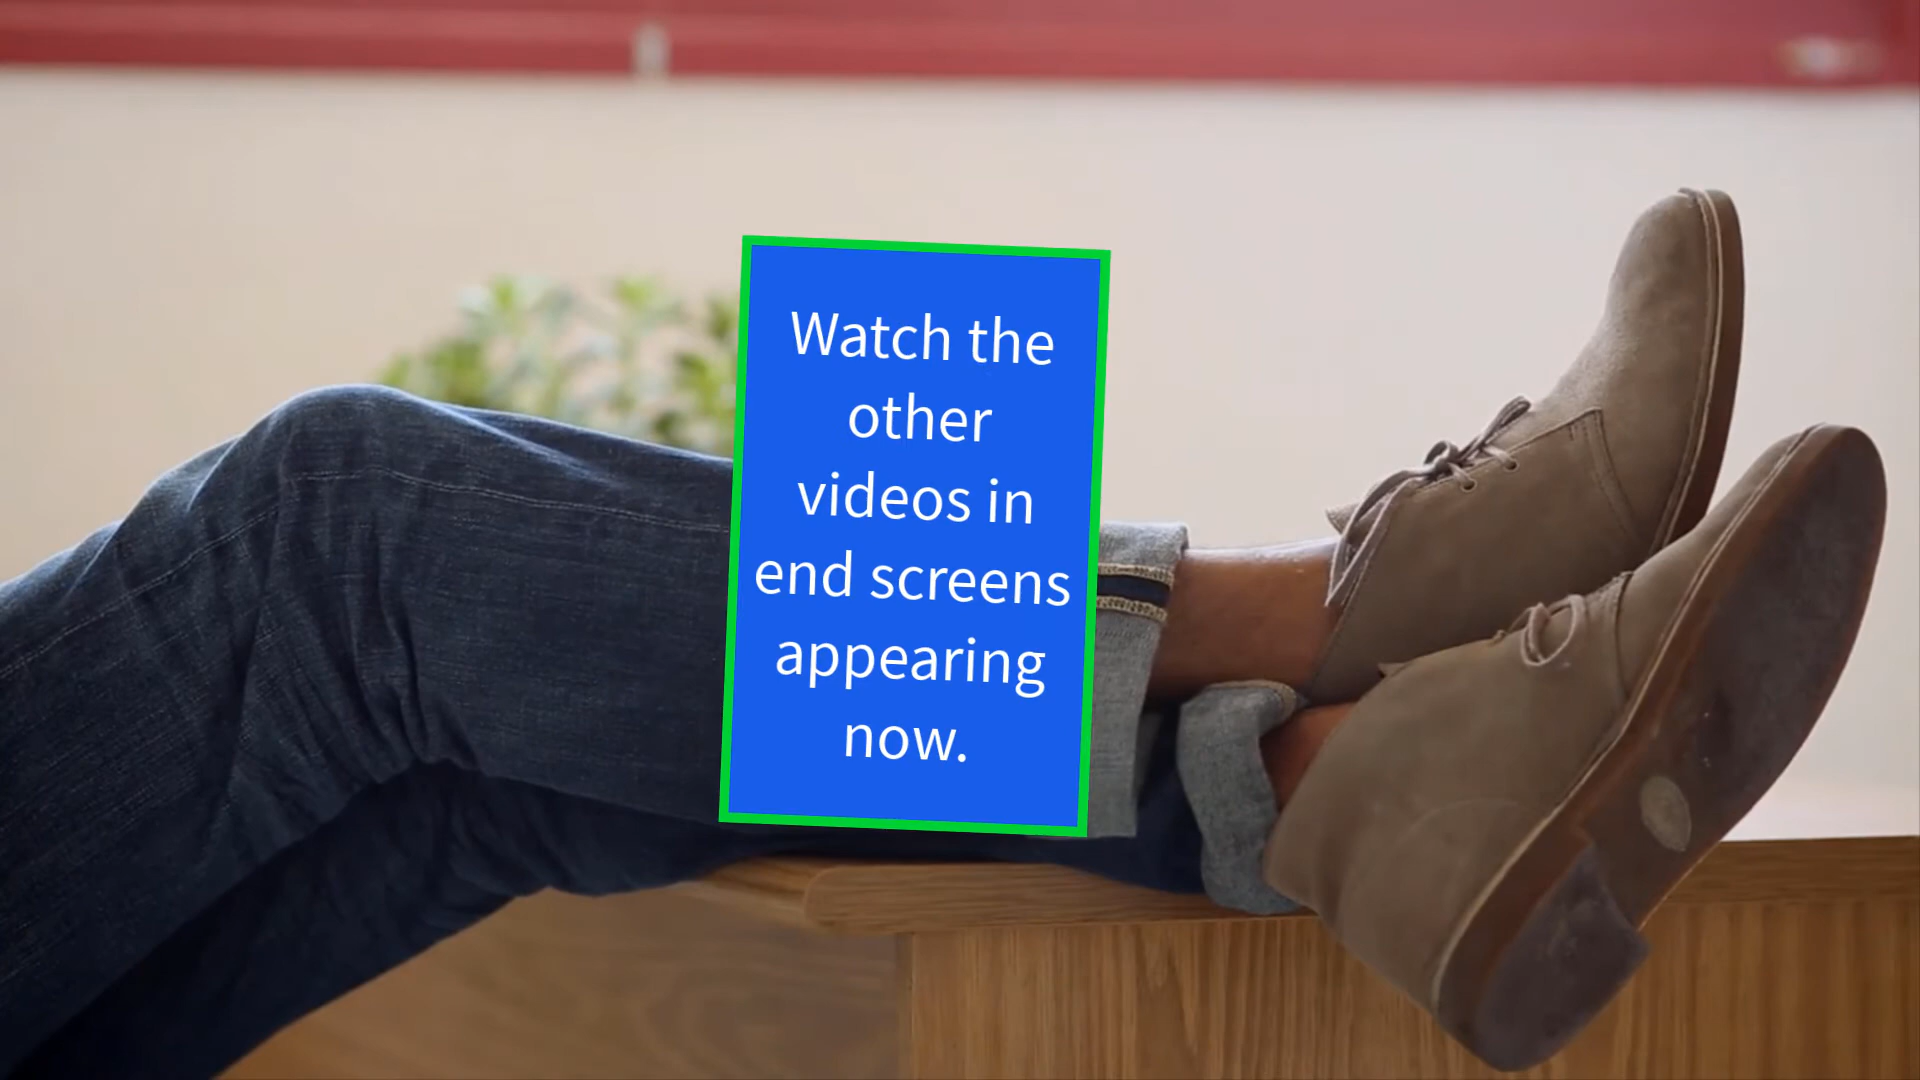 Watch the
other
videos in
end screens
appearing
now.